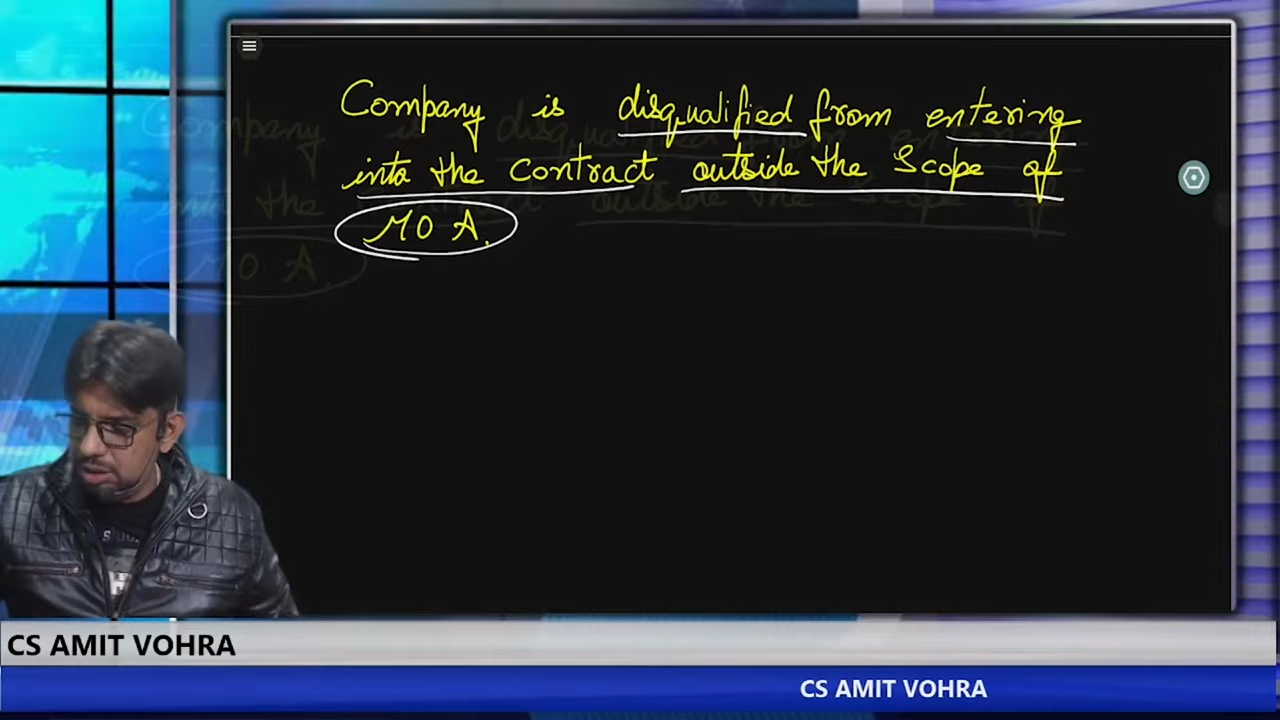 Company is disqualified from entering
into the contract outside the Scope of
MOA.
CS AMIT VOHRA
CS AMIT VOHRA